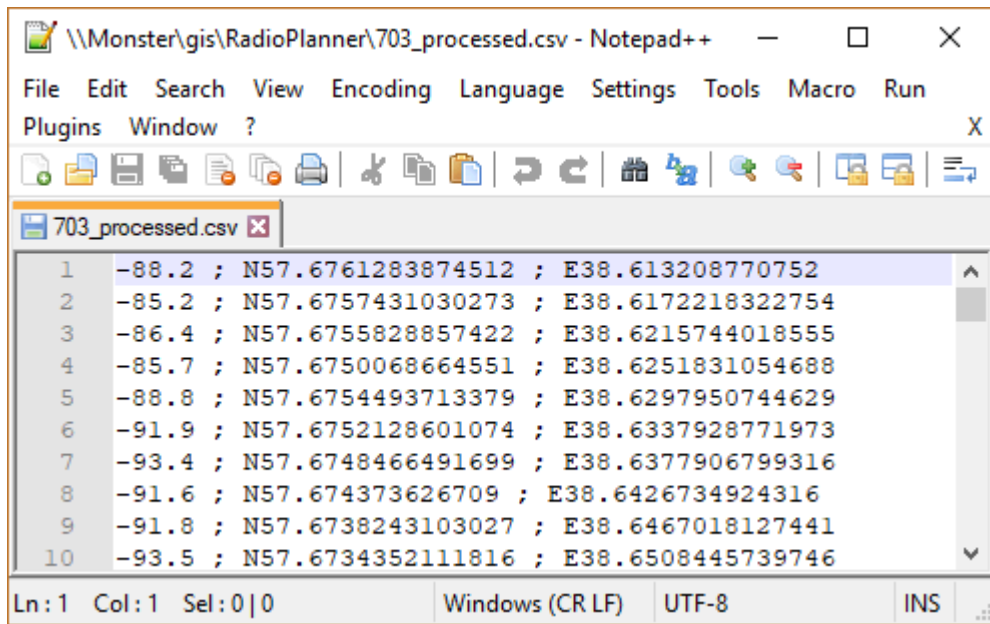 \\Monster\gis\RadioPlanner\703_processed.csv - Notepad++
File Edit Search View Encoding Language Settings Tools Macro Run
Plugins Window ? X
703_processed.csv
1 -88.2 ; N57.6761283874512 ; E38.613208770752
2 -85.2 ; N57.6757431030273 ; E38.6172218322754
3 -86.4 ; N57.6755828857422 ; E38.6215744018555
4 -85.7 ; N57.6750068664551 ; E38.6251831054688
5 -88.8 ; N57.6754493713379 ; E38.6297950744629
6 -91.9 ; N57.6752128601074 ; E38.6337928771973
7 -93.4 ; N57.6748466491699 ; E38.6377906799316
8 -91.6 ; N57.674373626709 ; E38.6426734924316
9 -91.8 ; N57.6738243103027 ; E38.6467018127441
10 -93.5 ; N57.6734352111816 ; E38.6508445739746
Ln : 1 Col : 1 Sel : 0 | 0 Windows (CR LF) UTF-8 INS